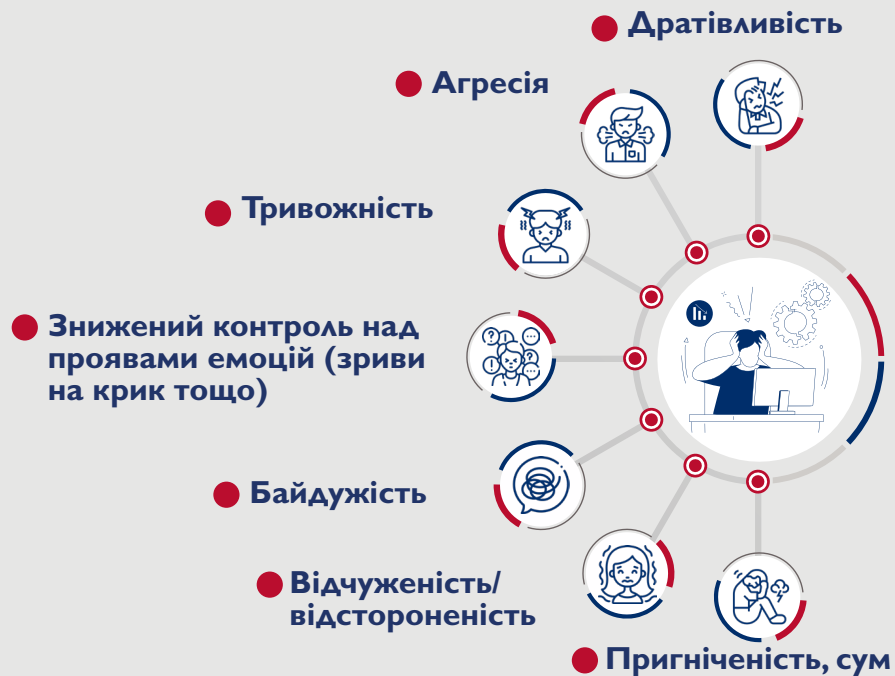 Дратівливість
Агресія
Тривожність
Знижений контроль над
проявами емоцій (зриви
на крик тощо)
Байдужість
Відчуженість/
відстороненість
Пригніченість, сум